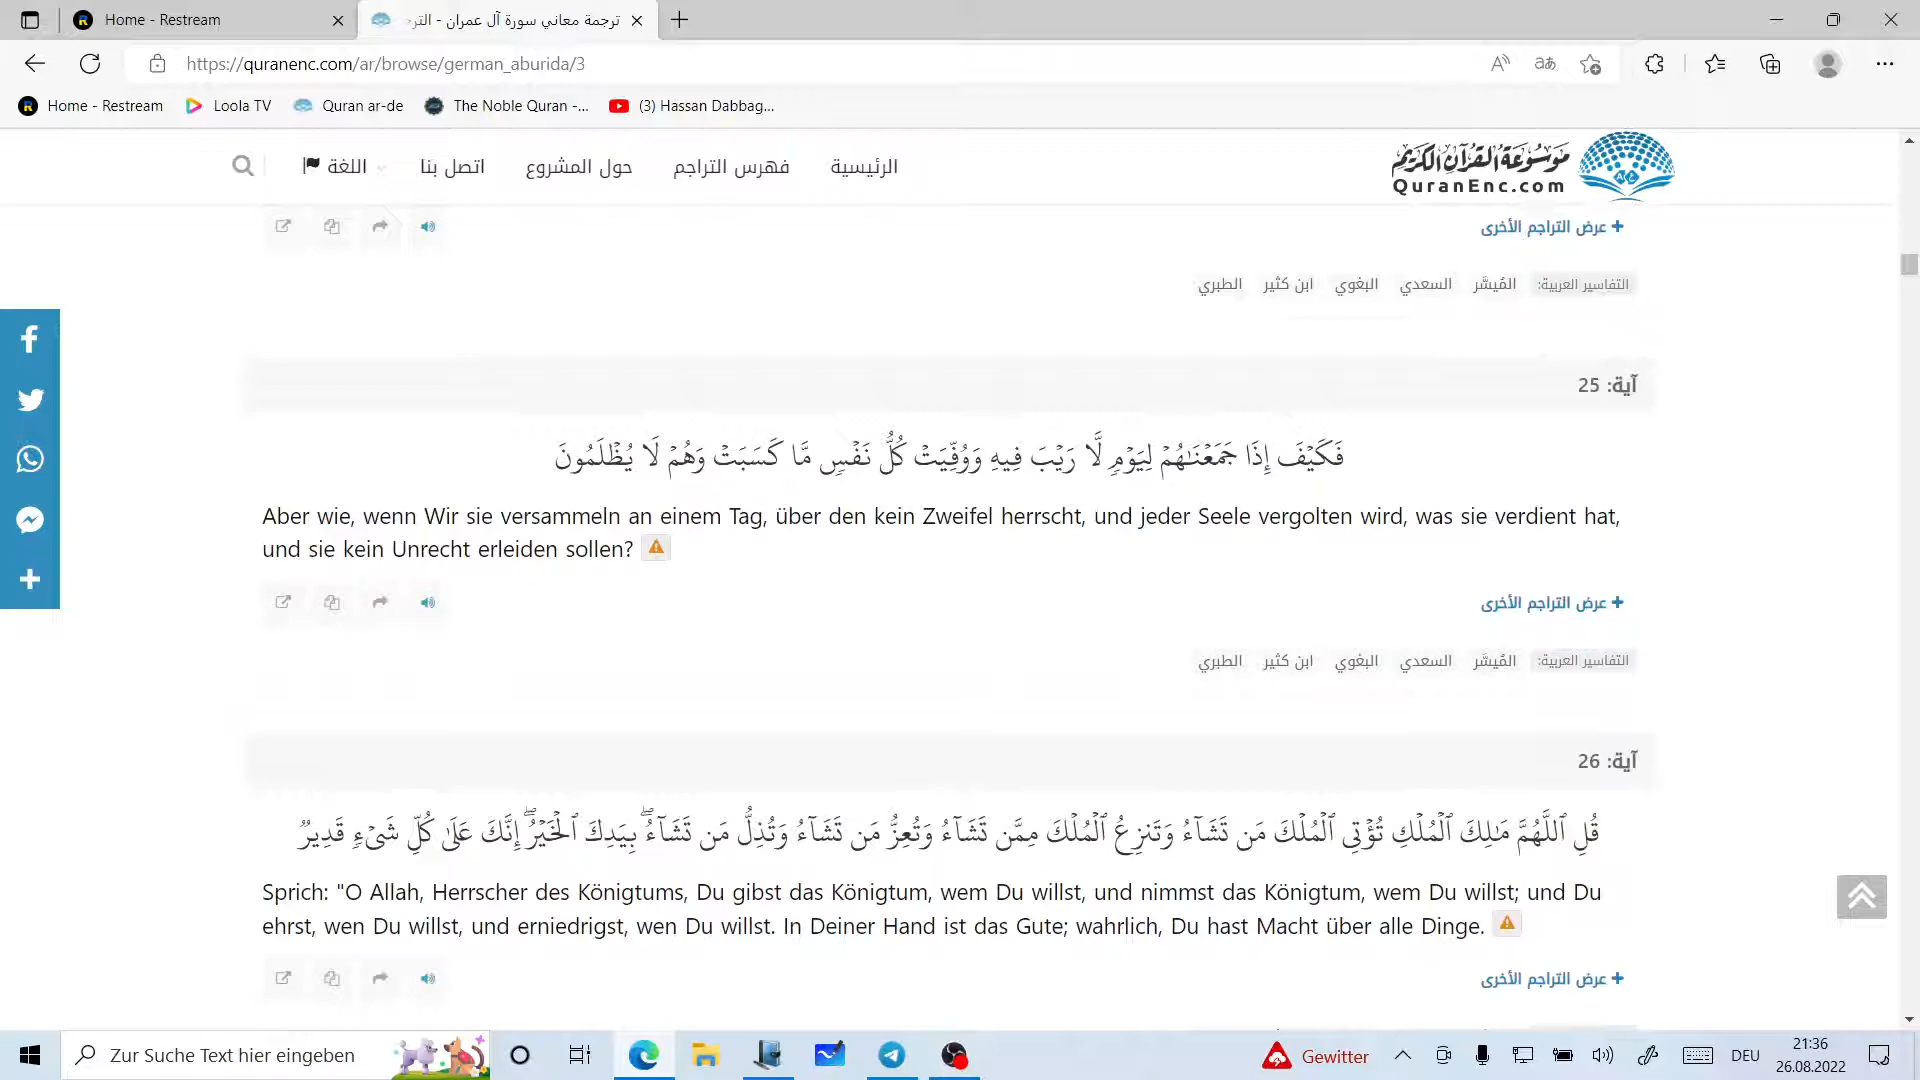 Home - Restream
ترجمة معاني سورة آل عمران - الترج
https://quranenc.com/ar/browse/german_aburida/3
Home - Restream
Loola TV
Quran ar-de
The Noble Quran -...
(3) Hassan Dabbag...
الرئيسية
فهرس التراجم
حول المشروع
اتصل بنا
اللغة
موسوعة القرآن الكريم
QuranEnc.com
عرض التراجم الأخرى
التفاسير العربية: المُيسَّر السعدي البغوي ابن كثير الطبري
آية: 25
فَكَيۡفَ إِذَا جَمَعۡنَٰهُمۡ لِيَوۡمٖ لَّا رَيۡبَ فِيهِ وَوُفِّيَتۡ كُلُّ نَفۡسٖ مَّا كَسَبَتۡ وَهُمۡ لَا يُظۡلَمُونَ
Aber wie, wenn Wir sie versammeln an einem Tag, über den kein Zweifel herrscht, und jeder Seele vergolten wird, was sie verdient hat,
und sie kein Unrecht erleiden sollen?
عرض التراجم الأخرى
التفاسير العربية: المُيسَّر السعدي البغوي ابن كثير الطبري
آية: 26
قُلِ ٱللَّهُمَّ مَٰلِكَ ٱلۡمُلۡكِ تُؤۡتِي ٱلۡمُلۡكَ مَن تَشَآءُ وَتَنزِعُ ٱلۡمُلۡكَ مِمَّن تَشَآءُ وَتُعِزُّ مَن تَشَآءُ وَتُذِلُّ مَن تَشَآءُۖ بِيَدِكَ ٱلۡخَيۡرُۖ إِنَّكَ عَلَىٰ كُلِّ شَيۡءٖ قَدِيرٞ
Sprich: "O Allah, Herrscher des Königtums, Du gibst das Königtum, wem Du willst, und nimmst das Königtum, wem Du willst; und Du
ehrst, wen Du willst, und erniedrigst, wen Du willst. In Deiner Hand ist das Gute; wahrlich, Du hast Macht über alle Dinge.
عرض التراجم الأخرى
Zur Suche Text hier eingeben
Gewitter
DEU
21:36
26.08.2022